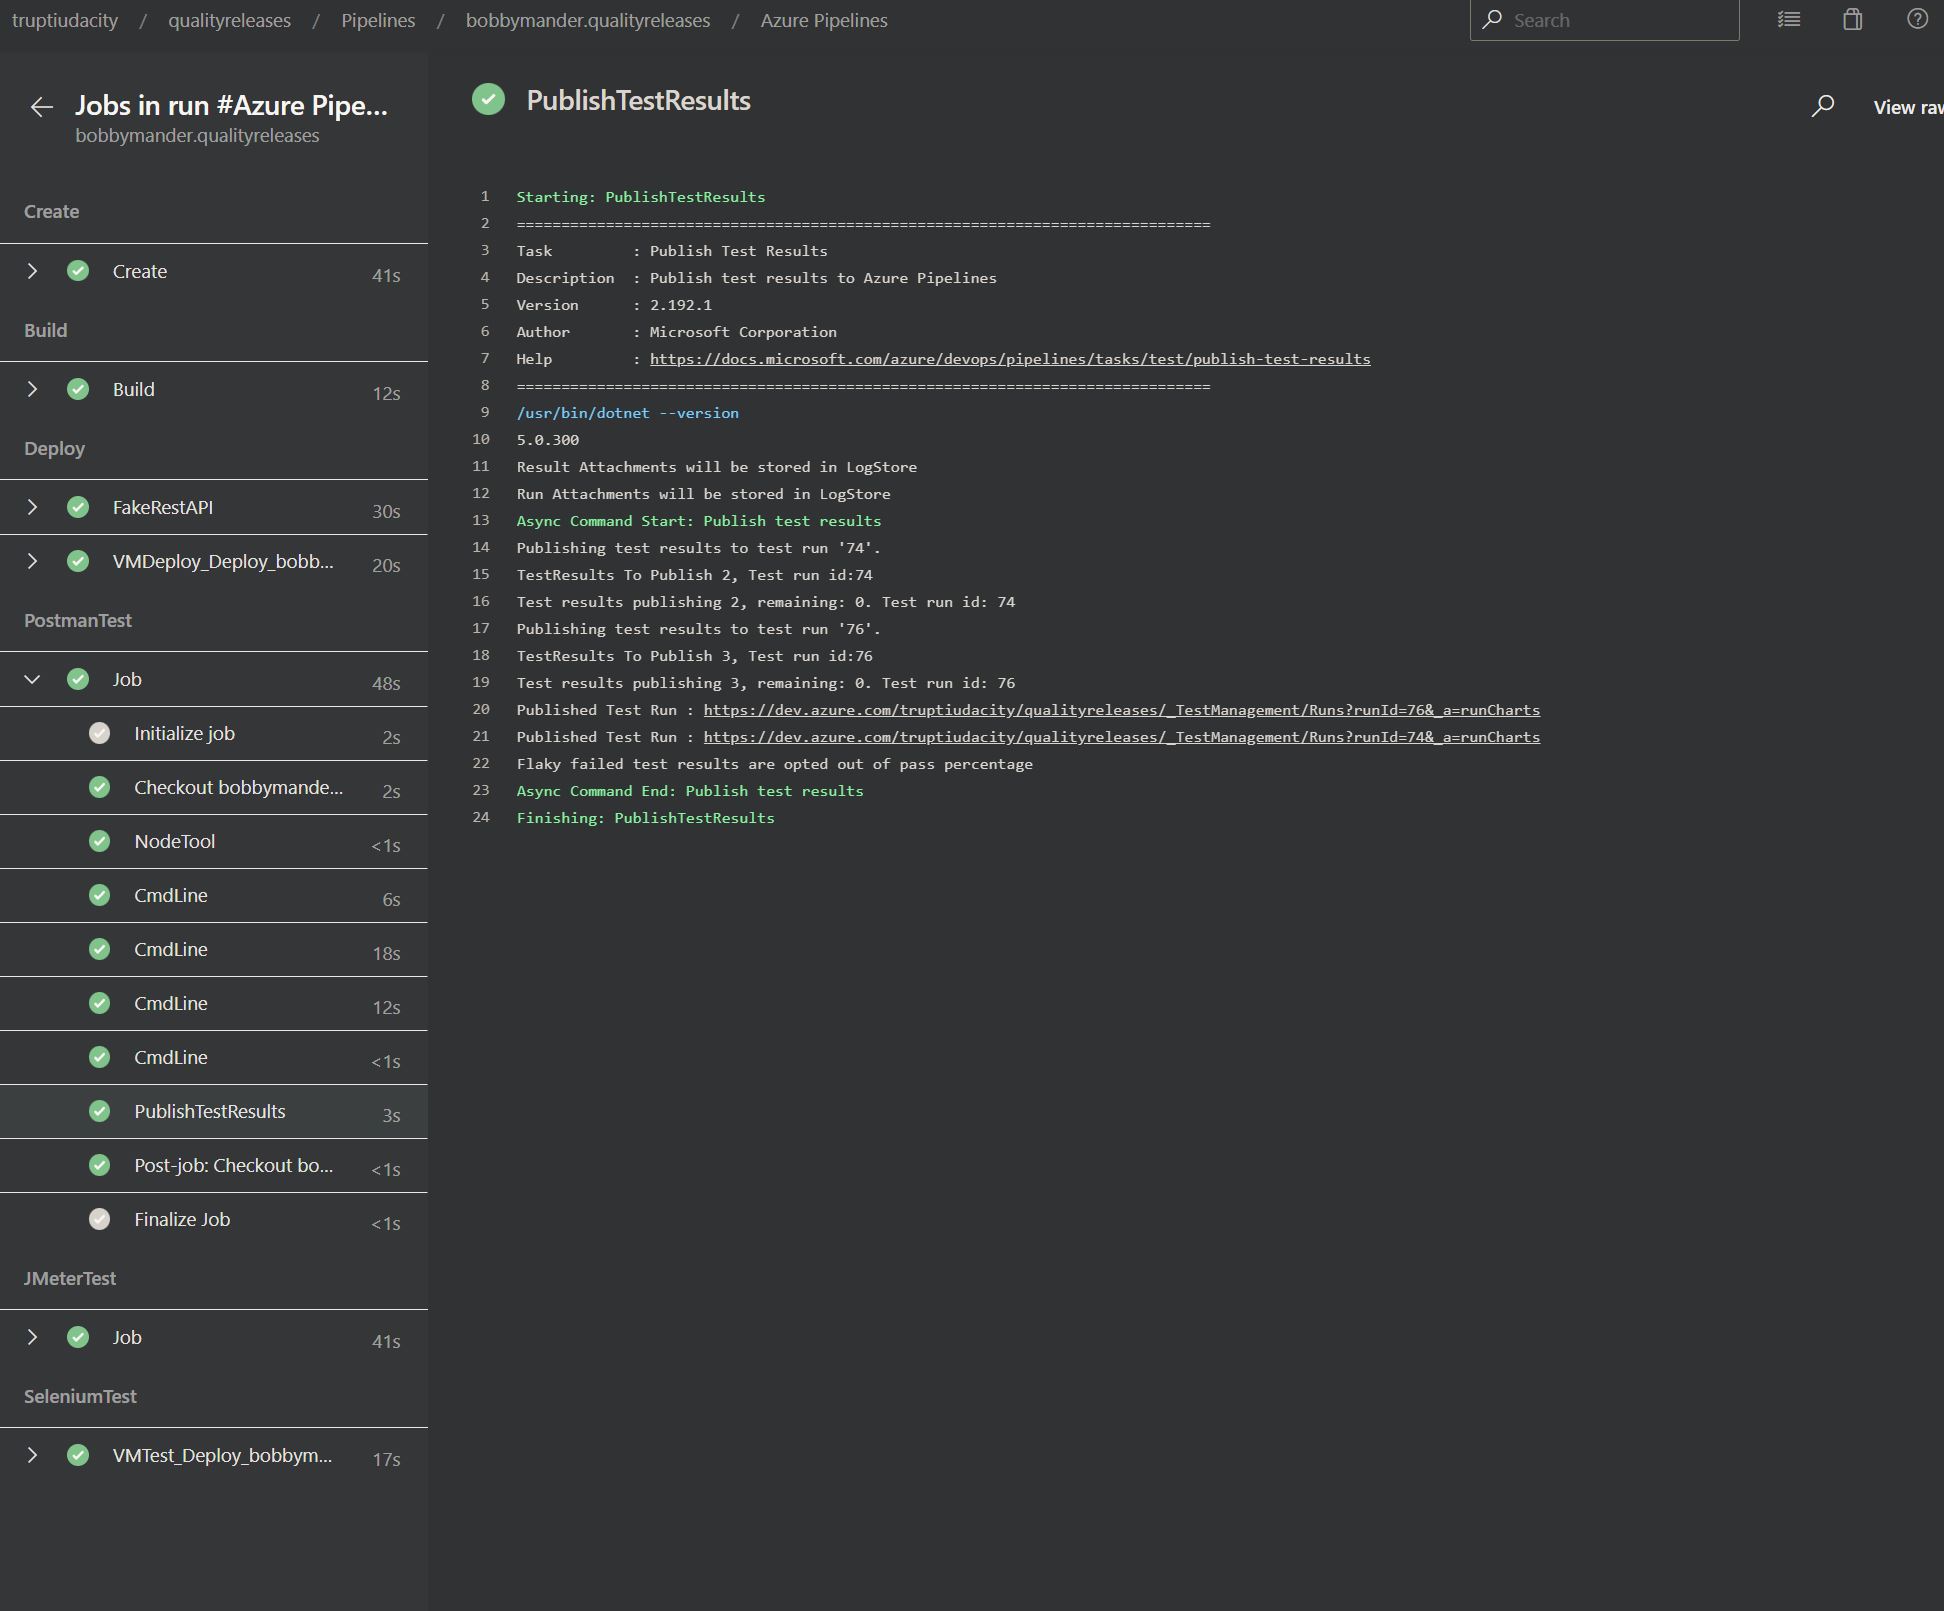 truptiudacity / qualityreleases / Pipelines / bobbymander.qualityreleases / Azure Pipelines
Search
Jobs in run #Azure Pipe...
bobbymander.qualityreleases
Create
Create 41s
Build
Build 12s
Deploy
FakeRestAPI 30s
VMDeploy_Deploy_bobb... 20s
PostmanTest
Job 48s
Initialize job 2s
Checkout bobbymande... 2s
NodeTool <1s
CmdLine 6s
CmdLine 18s
CmdLine 12s
CmdLine <1s
PublishTestResults 3s
Post-job: Checkout bo... <1s
Finalize Job <1s
JMeterTest
Job 41s
SeleniumTest
VMTest_Deploy_bobbym... 17s
PublishTestResults
View raw
1 Starting: PublishTestResults
2 ==============================================================================
3 Task : Publish Test Results
4 Description : Publish test results to Azure Pipelines
5 Version : 2.192.1
6 Author : Microsoft Corporation
7 Help : https://docs.microsoft.com/azure/devops/pipelines/tasks/test/publish-test-results
8 ==============================================================================
9 /usr/bin/dotnet --version
10 5.0.300
11 Result Attachments will be stored in LogStore
12 Run Attachments will be stored in LogStore
13 Async Command Start: Publish test results
14 Publishing test results to test run '74'.
15 TestResults To Publish 2, Test run id:74
16 Test results publishing 2, remaining: 0. Test run id: 74
17 Publishing test results to test run '76'.
18 TestResults To Publish 3, Test run id:76
19 Test results publishing 3, remaining: 0. Test run id: 76
20 Published Test Run : https://dev.azure.com/truptiudacity/qualityreleases/_TestManagement/Runs?runId=76&_a=runCharts
21 Published Test Run : https://dev.azure.com/truptiudacity/qualityreleases/_TestManagement/Runs?runId=74&_a=runCharts
22 Flaky failed test results are opted out of pass percentage
23 Async Command End: Publish test results
24 Finishing: PublishTestResults